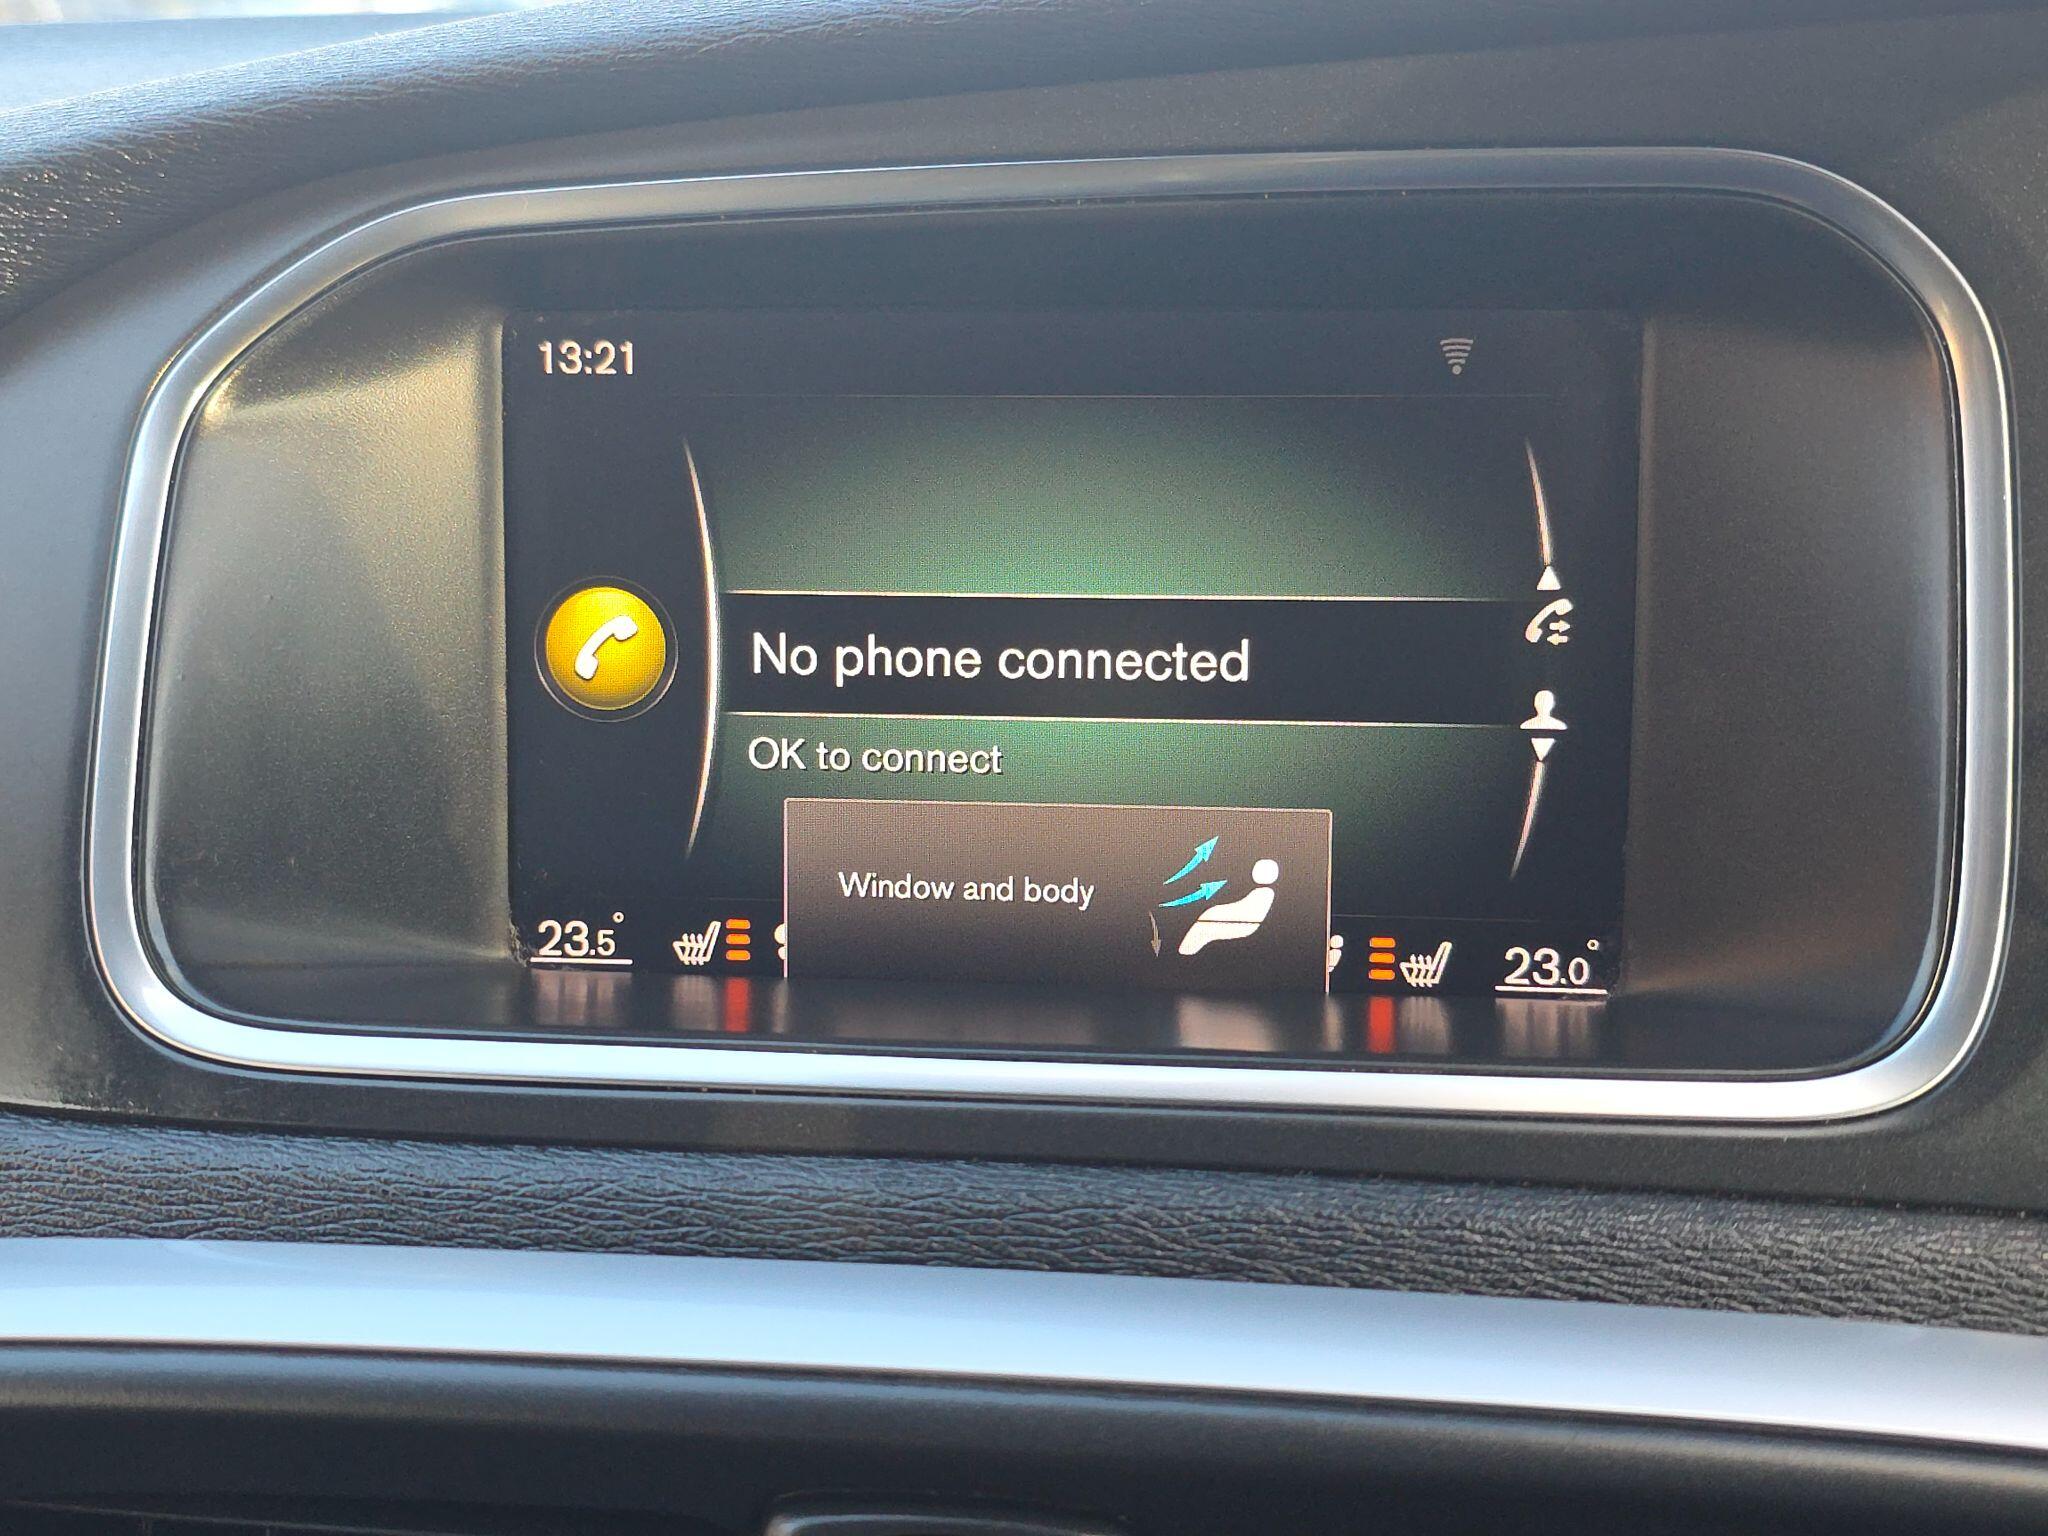 13:21
No phone connected
OK to connect
Window and body
23.5°
23.0°